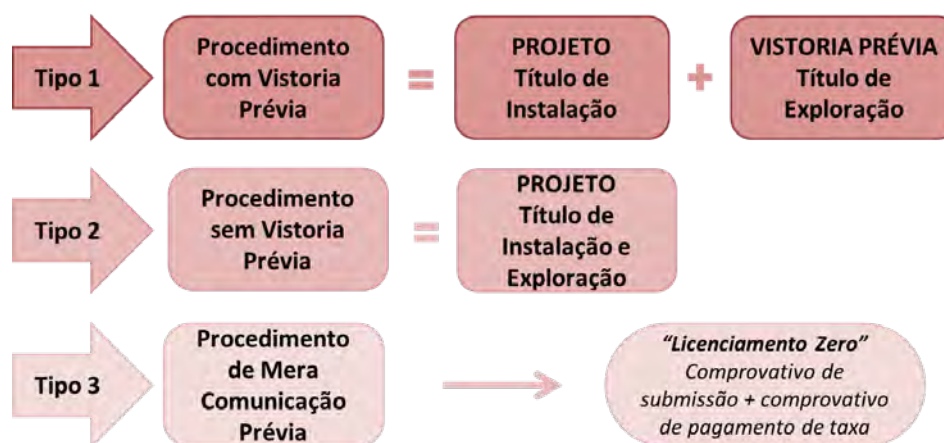 Tipo 1
Procedimento
com Vistoria
Prévia
=
PROJETO
Título de
Instalação
+
VISTORIA PRÉVIA
Título de
Exploração
Tipo 2
Procedimento
sem Vistoria
Prévia
=
PROJETO
Título de
Instalação e
Exploração
Tipo 3
Procedimento
de Mera
Comunicação
Prévia
“Licenciamento Zero”
Comprovativo de
submissão + comprovativo
de pagamento de taxa